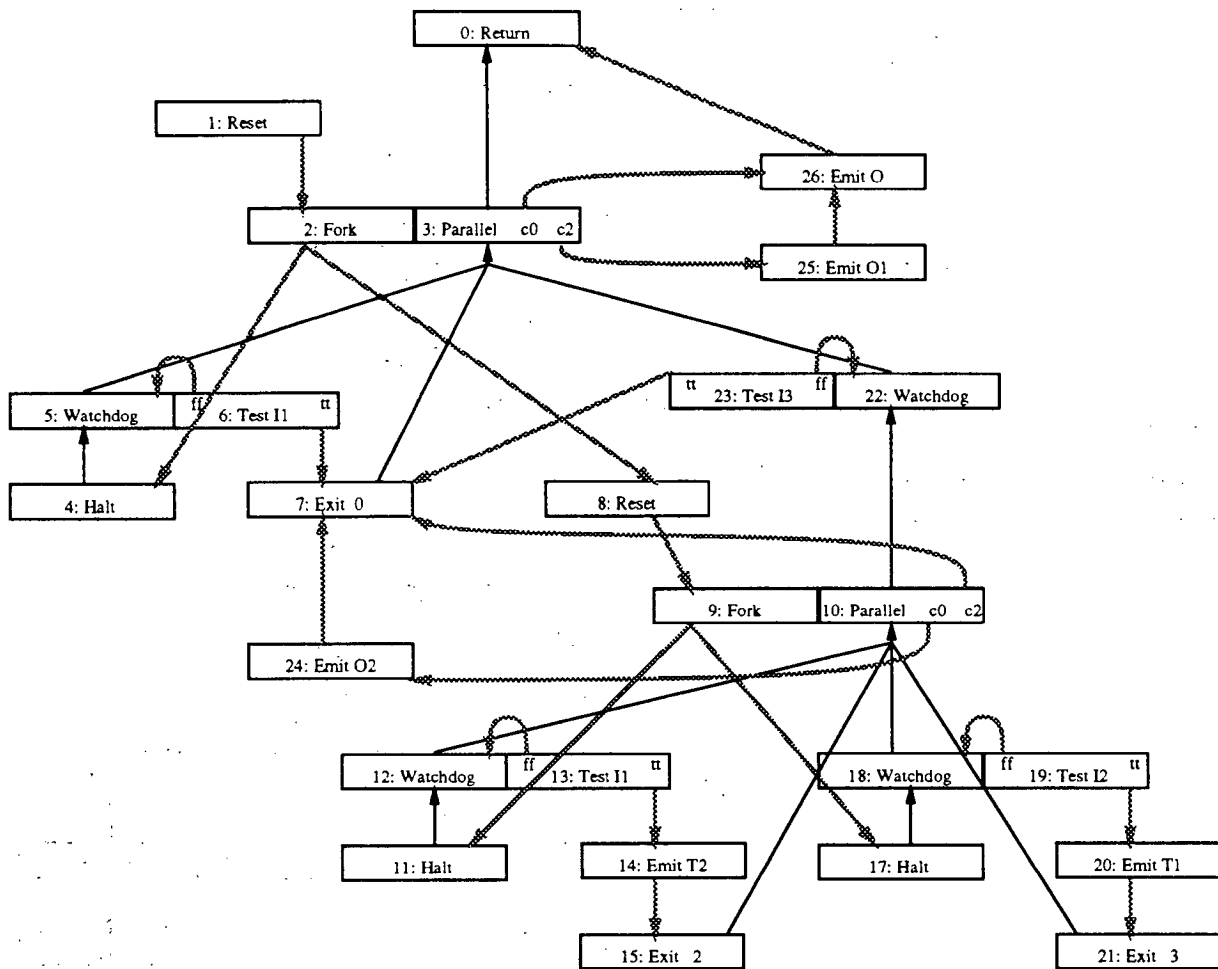 0: Return
1: Reset
26: Emit O
2: Fork
3: Parallel c0 c2
25: Emit O1
tt
23: Test I3
ff
22: Watchdog
5: Watchdog
ff
6: Test I1
tt
4: Halt
7: Exit 0
8: Reset
9: Fork
10: Parallel c0 c2
24: Emit O2
12: Watchdog
ff
13: Test I1
tt
18: Watchdog
ff
19: Test I2
tt
11: Halt
14: Emit T2
17: Halt
20: Emit T1
15: Exit 2
21: Exit 3